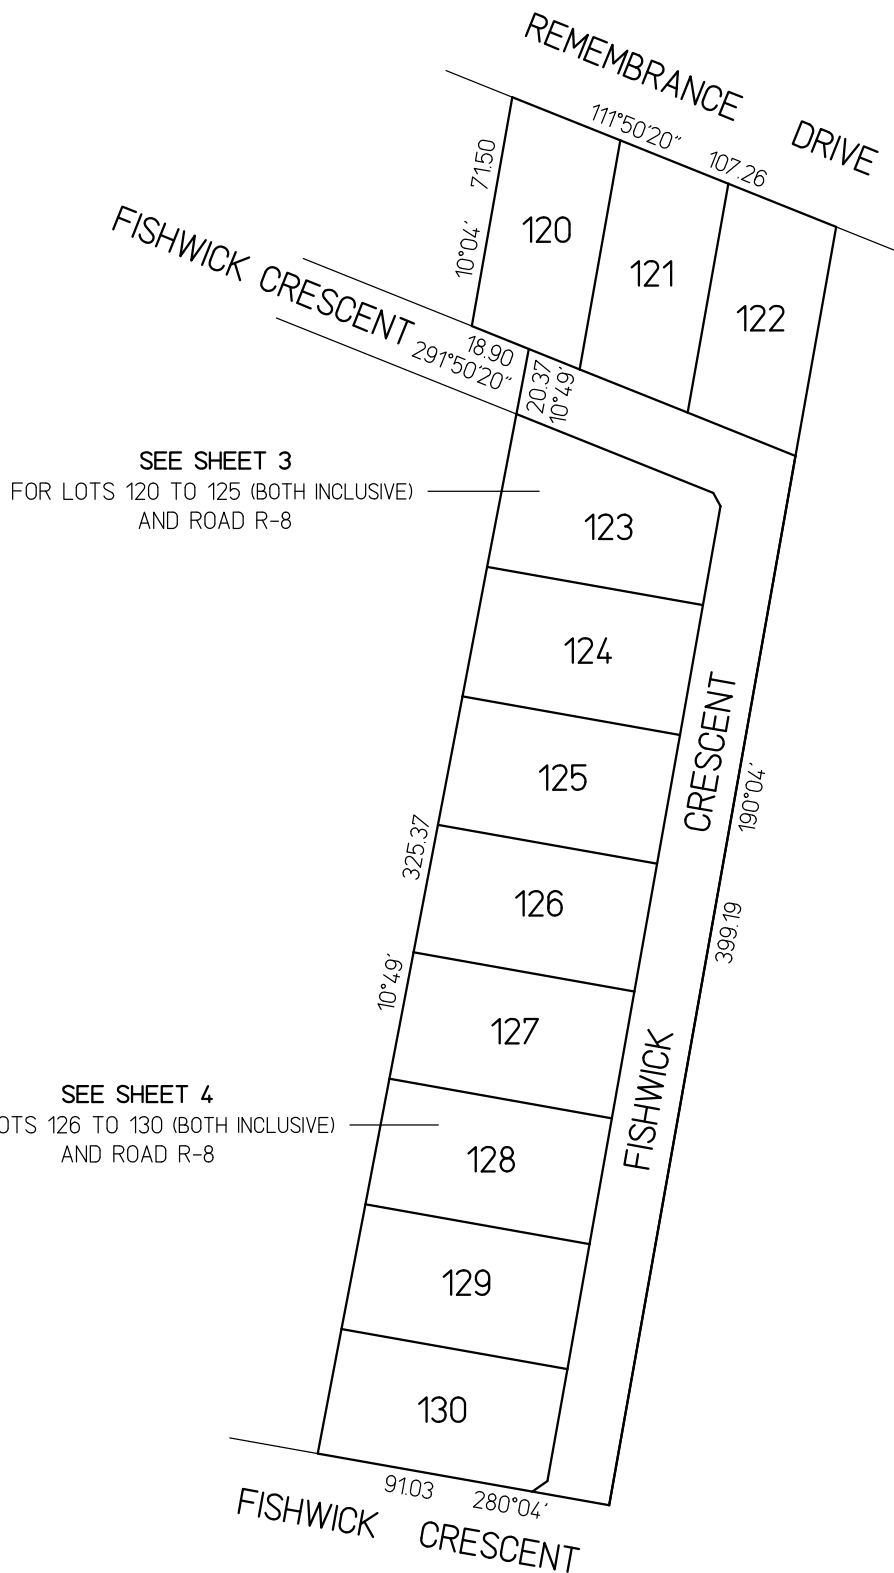 REMEMBRANCE DRIVE
111°50'20"
107.26
71.50
10°04'
120
121
122
FISHWICK CRESCENT
18.90
291°50'20"
20.37
10°49'
SEE SHEET 3
FOR LOTS 120 TO 125 (BOTH INCLUSIVE)
AND ROAD R-8
123
124
125
CRESCENT
190°04'
325.37
126
399.19
10°49'
127
FISHWICK
SEE SHEET 4
OTS 126 TO 130 (BOTH INCLUSIVE)
AND ROAD R-8
128
129
130
91.03
280°04'
FISHWICK CRESCENT